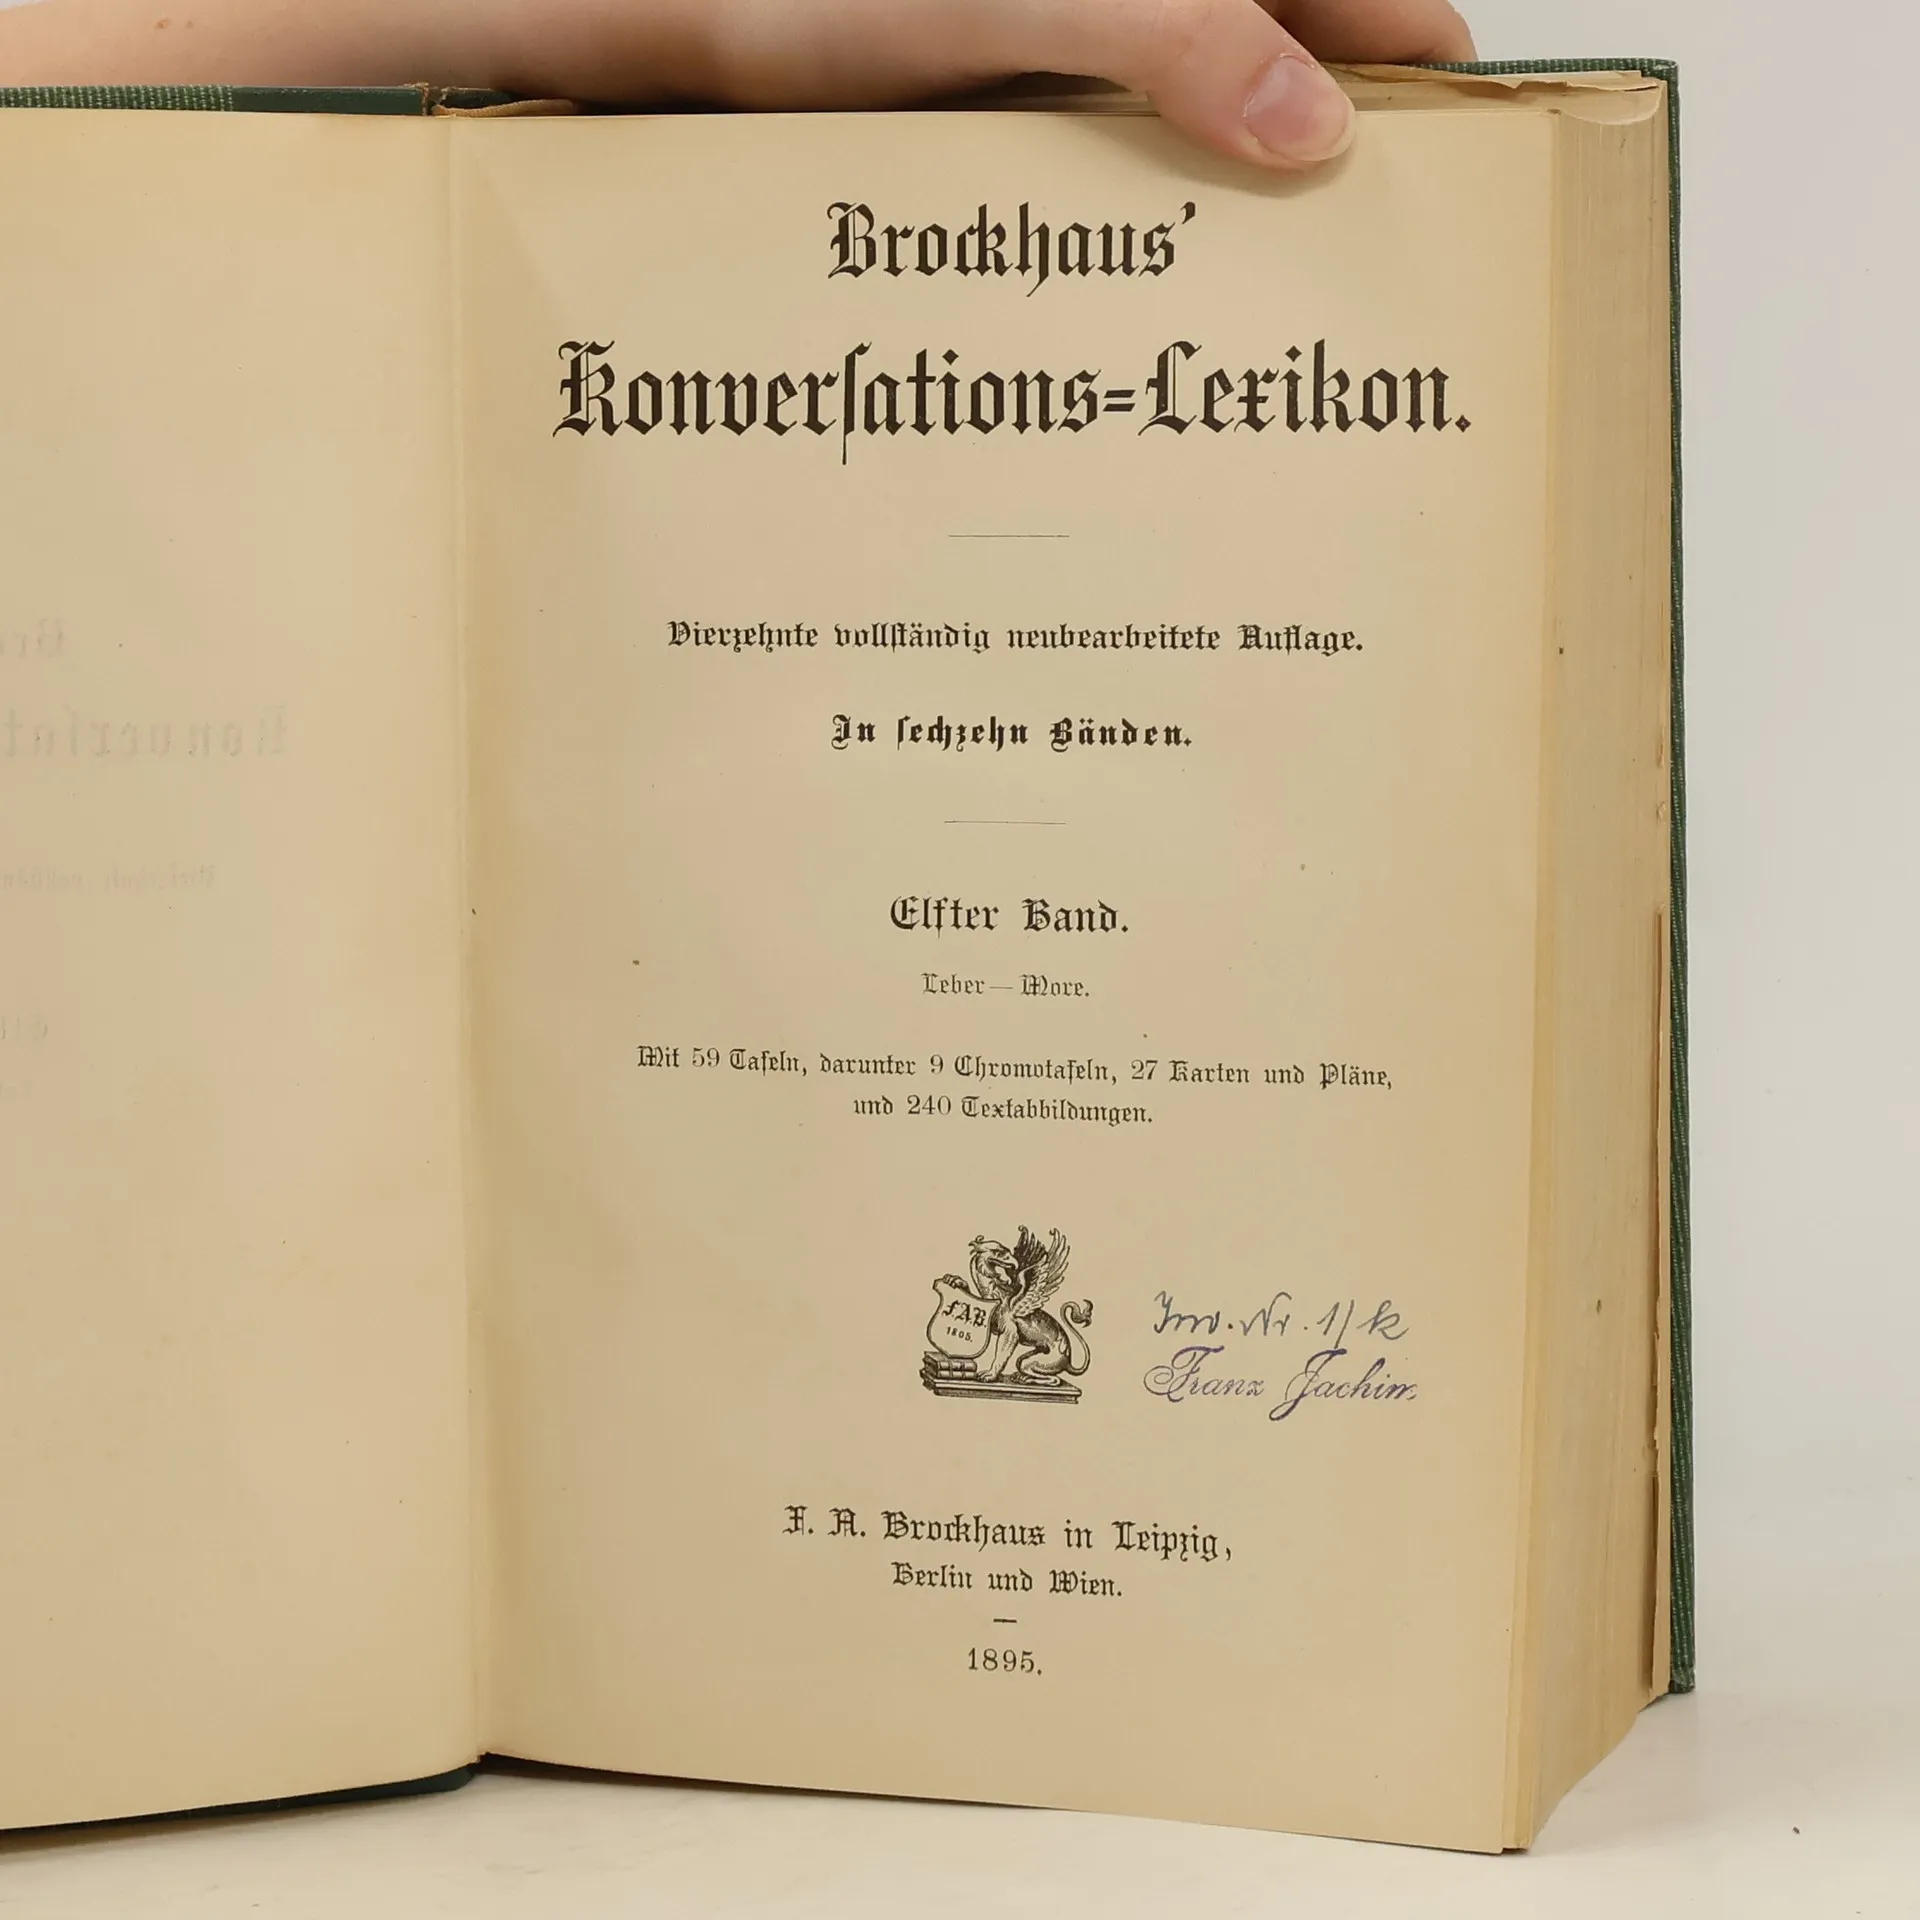 Brockhaus'
Konverſations=Lexikon.
Vierzehnte vollſtändig neubearbeitete Auflage.
In ſechzehn Bänden.
Elfter Band.
Leber — More.
Mit 59 Tafeln, darunter 9 Chromotafeln, 27 Karten und Pläne,
und 240 Textabbildungen.
F.A.B.
1805.
Inv. Nr. 1/k
Franz Jachim
F. A. Brockhaus in Leipzig,
Berlin und Wien.
—
1895.